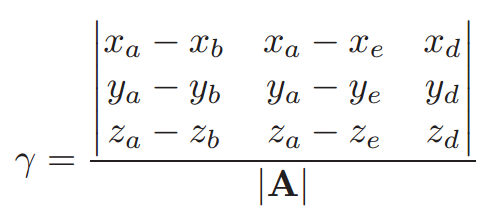 |x_a − x_b   x_a − x_e   x_d|
|y_a − y_b   y_a − y_e   y_d|
|z_a − z_b   z_a − z_e   z_d|
γ =
|A|